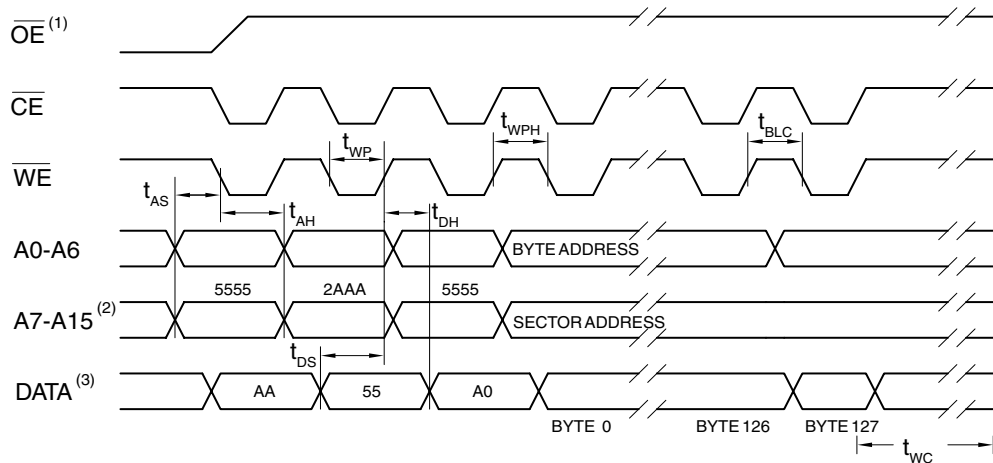 OE (1)
CE
tWP tWPH tBLC
WE
tAS tAH tDH
A0-A6 BYTE ADDRESS
5555 2AAA 5555
A7-A15 (2) SECTOR ADDRESS
tDS
DATA (3) AA 55 A0
BYTE 0 BYTE 126 BYTE 127
tWC